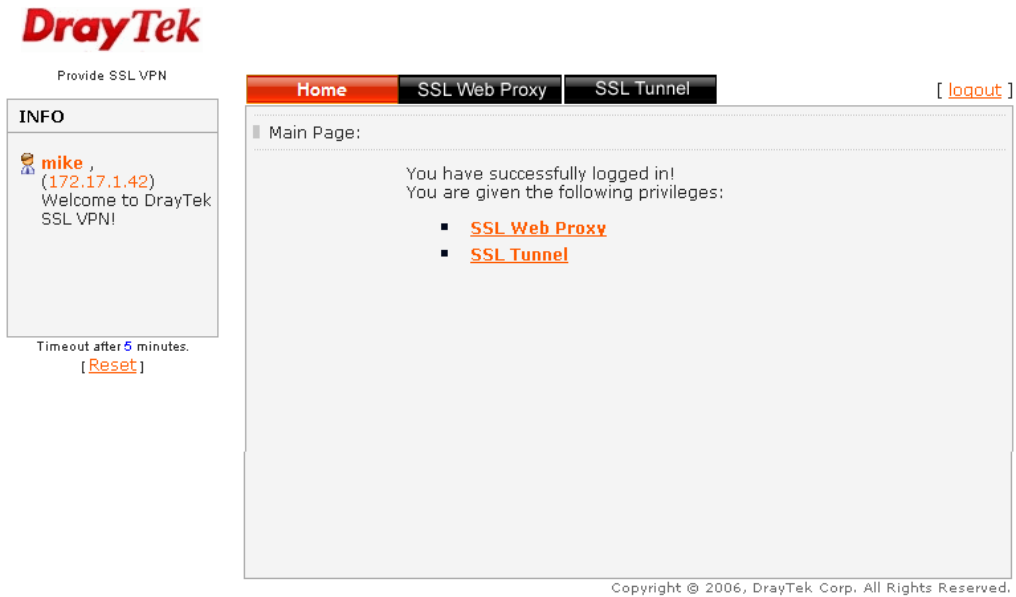 DrayTek
Provide SSL VPN
Home
SSL Web Proxy
SSL Tunnel
[ logout ]
INFO
mike ,
(172.17.1.42)
Welcome to DrayTek
SSL VPN!
Timeout after 5 minutes.
[ Reset ]
Main Page:
You have successfully logged in!
You are given the following privileges:
SSL Web Proxy
SSL Tunnel
Copyright © 2006, DrayTek Corp. All Rights Reserved.